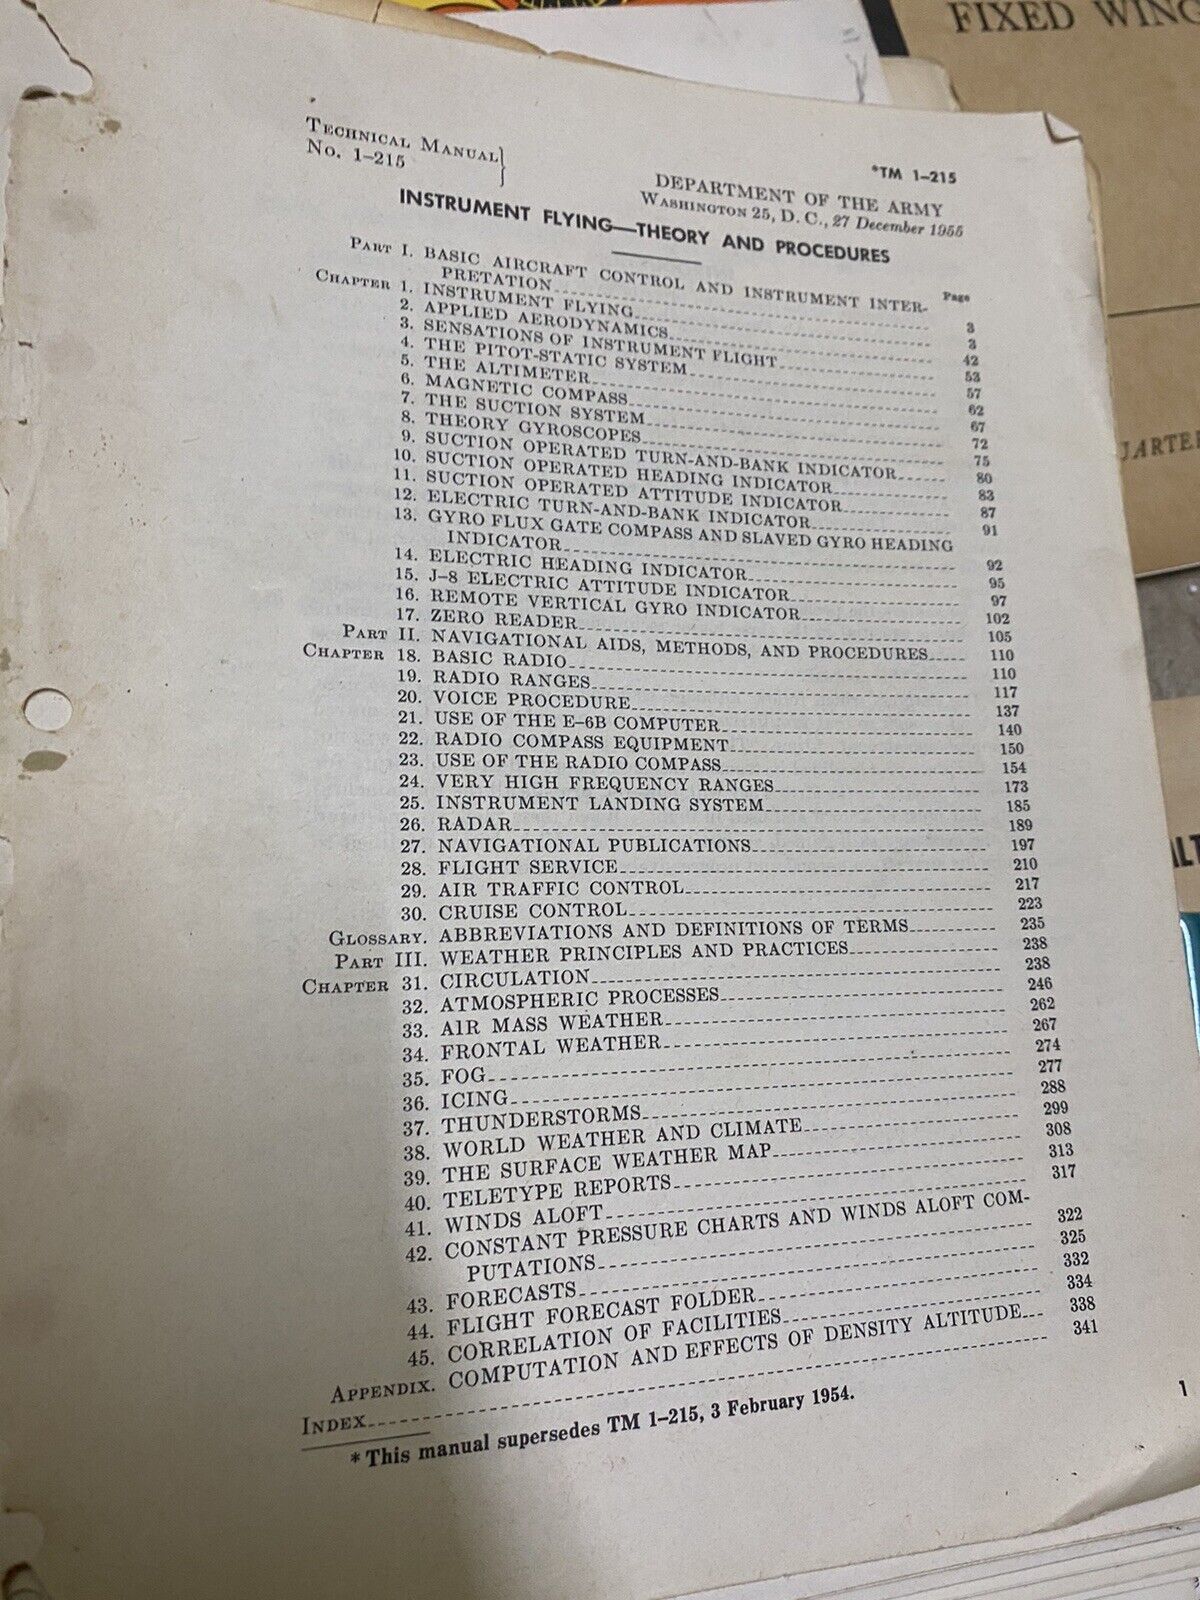 FIXED WING
TECHNICAL MANUAL
No. 1–215
*TM 1–215
DEPARTMENT OF THE ARMY
WASHINGTON 25, D. C., 27 December 1955
INSTRUMENT FLYING—THEORY AND PROCEDURES
Page
PART I. BASIC AIRCRAFT CONTROL AND INSTRUMENT INTER-
PRETATION 3
CHAPTER 1. INSTRUMENT FLYING 3
2. APPLIED AERODYNAMICS 42
3. SENSATIONS OF INSTRUMENT FLIGHT 53
4. THE PITOT-STATIC SYSTEM 57
5. THE ALTIMETER 62
6. MAGNETIC COMPASS 67
7. THE SUCTION SYSTEM 72
8. THEORY GYROSCOPES 75
9. SUCTION OPERATED TURN-AND-BANK INDICATOR 80
10. SUCTION OPERATED HEADING INDICATOR 83
11. SUCTION OPERATED ATTITUDE INDICATOR 87
12. ELECTRIC TURN-AND-BANK INDICATOR 91
13. GYRO FLUX GATE COMPASS AND SLAVED GYRO HEADING
INDICATOR 92
14. ELECTRIC HEADING INDICATOR 95
15. J–8 ELECTRIC ATTITUDE INDICATOR 97
16. REMOTE VERTICAL GYRO INDICATOR 102
17. ZERO READER 105
PART II. NAVIGATIONAL AIDS, METHODS, AND PROCEDURES 110
CHAPTER 18. BASIC RADIO 110
19. RADIO RANGES 117
20. VOICE PROCEDURE 137
21. USE OF THE E–6B COMPUTER 140
22. RADIO COMPASS EQUIPMENT 150
23. USE OF THE RADIO COMPASS 154
24. VERY HIGH FREQUENCY RANGES 173
25. INSTRUMENT LANDING SYSTEM 185
26. RADAR 189
27. NAVIGATIONAL PUBLICATIONS 197
28. FLIGHT SERVICE 210
29. AIR TRAFFIC CONTROL 217
30. CRUISE CONTROL 223
GLOSSARY. ABBREVIATIONS AND DEFINITIONS OF TERMS 235
PART III. WEATHER PRINCIPLES AND PRACTICES 238
CHAPTER 31. CIRCULATION 238
32. ATMOSPHERIC PROCESSES 246
33. AIR MASS WEATHER 262
34. FRONTAL WEATHER 267
35. FOG 274
36. ICING 277
37. THUNDERSTORMS 288
38. WORLD WEATHER AND CLIMATE 299
39. THE SURFACE WEATHER MAP 308
40. TELETYPE REPORTS 313
41. WINDS ALOFT 317
42. CONSTANT PRESSURE CHARTS AND WINDS ALOFT COM-
PUTATIONS 322
43. FORECASTS 325
44. FLIGHT FORECAST FOLDER 332
45. CORRELATION OF FACILITIES 334
APPENDIX. COMPUTATION AND EFFECTS OF DENSITY ALTITUDE 338
INDEX 341
* This manual supersedes TM 1–215, 3 February 1954.
1